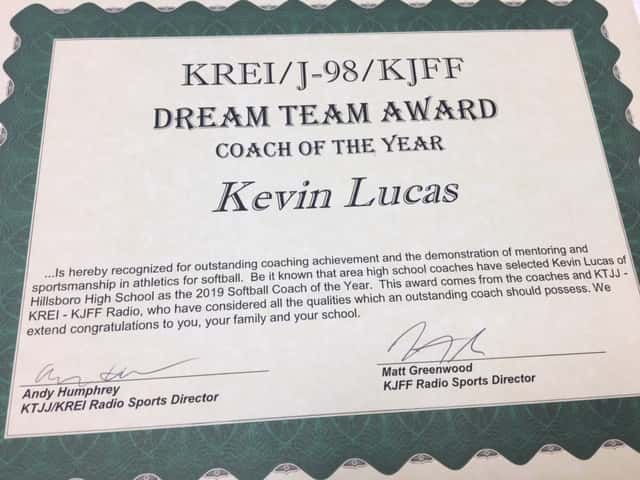 KREI/J-98/KJFF
DREAM TEAM AWARD
COACH OF THE YEAR
Kevin Lucas
...Is hereby recognized for outstanding coaching achievement and the demonstration of mentoring and
sportsmanship in athletics for softball. Be it known that area high school coaches have selected Kevin Lucas of
Hillsboro High School as the 2019 Softball Coach of the Year. This award comes from the coaches and KTJJ -
KREI - KJFF Radio, who have considered all the qualities which an outstanding coach should possess. We
extend congratulations to you, your family and your school.
Andy Humphrey
KTJJ/KREI Radio Sports Director
Matt Greenwood
KJFF Radio Sports Director